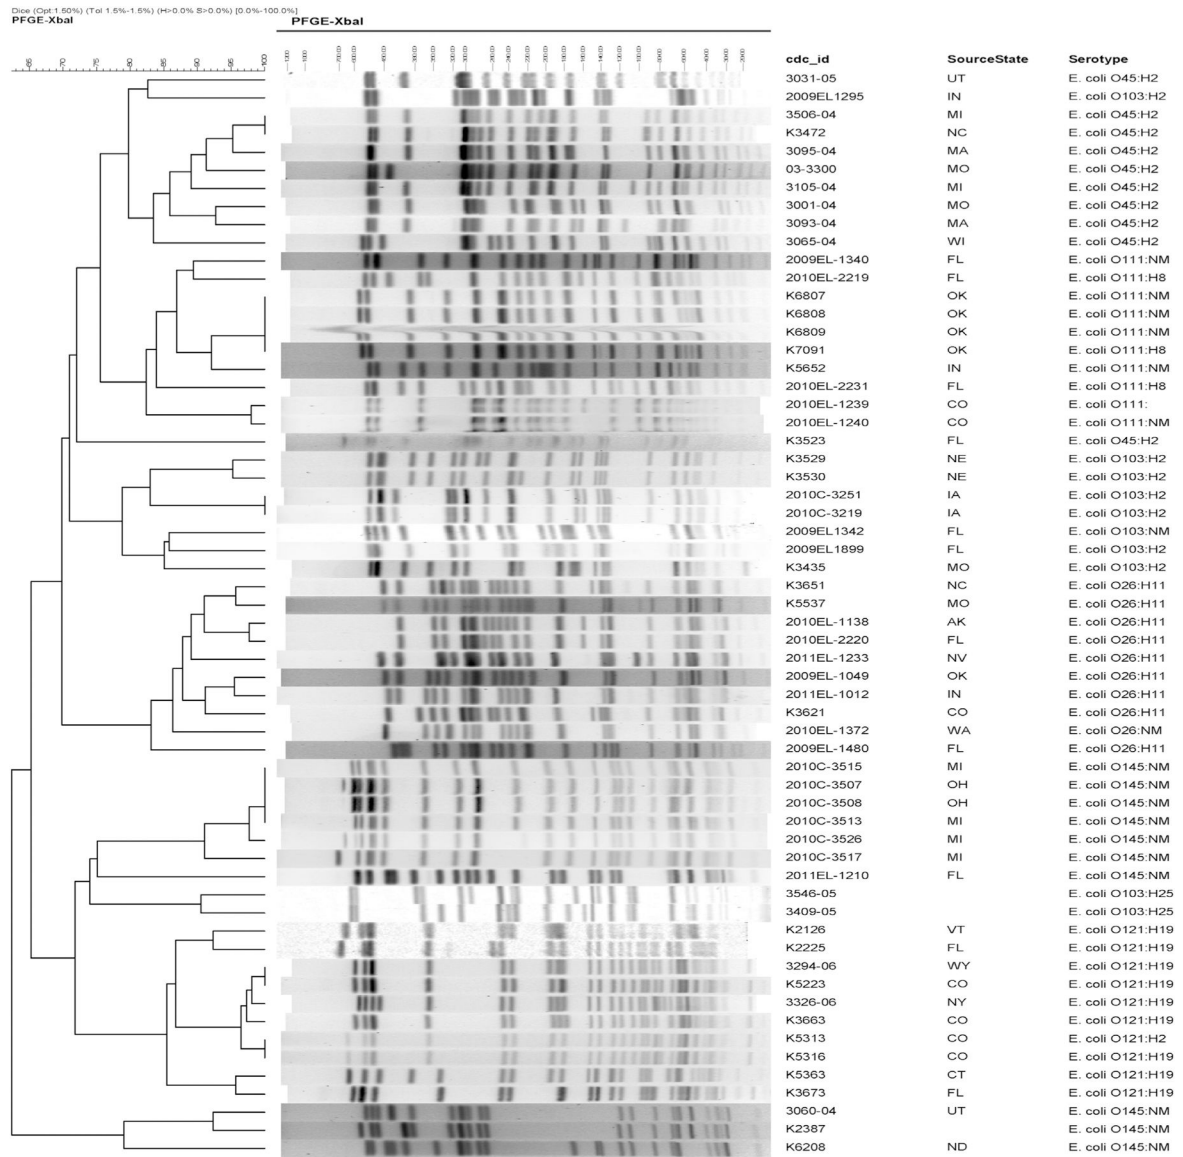 Dice (Opt:1.50%) (Tol 1.5%-1.5%) (H>0.0% S>0.0%) [0.0%-100.0%]
PFGE-XbaI PFGE-XbaI
65 70 75 80 85 90 95 100
cdc_id SourceState Serotype
3031-05 UT E. coli O45:H2
2009EL1295 IN E. coli O103:H2
3506-04 MI E. coli O45:H2
K3472 NC E. coli O45:H2
3095-04 MA E. coli O45:H2
03-3300 MO E. coli O45:H2
3105-04 MI E. coli O45:H2
3001-04 MO E. coli O45:H2
3093-04 MA E. coli O45:H2
3065-04 WI E. coli O45:H2
2009EL-1340 FL E. coli O111:NM
2010EL-2219 FL E. coli O111:H8
K6807 OK E. coli O111:NM
K6808 OK E. coli O111:NM
K6809 OK E. coli O111:NM
K7091 OK E. coli O111:H8
K5652 IN E. coli O111:NM
2010EL-2231 FL E. coli O111:H8
2010EL-1239 CO E. coli O111:
2010EL-1240 CO E. coli O111:NM
K3523 FL E. coli O45:H2
K3529 NE E. coli O103:H2
K3530 NE E. coli O103:H2
2010C-3251 IA E. coli O103:H2
2010C-3219 IA E. coli O103:H2
2009EL1342 FL E. coli O103:NM
2009EL1899 FL E. coli O103:H2
K3435 MO E. coli O103:H2
K3651 NC E. coli O26:H11
K5537 MO E. coli O26:H11
2010EL-1138 AK E. coli O26:H11
2010EL-2220 FL E. coli O26:H11
2011EL-1233 NV E. coli O26:H11
2009EL-1049 OK E. coli O26:H11
2011EL-1012 IN E. coli O26:H11
K3621 CO E. coli O26:H11
2010EL-1372 WA E. coli O26:NM
2009EL-1480 FL E. coli O26:H11
2010C-3515 MI E. coli O145:NM
2010C-3507 OH E. coli O145:NM
2010C-3508 OH E. coli O145:NM
2010C-3513 MI E. coli O145:NM
2010C-3526 MI E. coli O145:NM
2010C-3517 MI E. coli O145:NM
2011EL-1210 FL E. coli O145:NM
3546-05 E. coli O103:H25
3409-05 E. coli O103:H25
K2126 VT E. coli O121:H19
K2225 FL E. coli O121:H19
3294-06 WY E. coli O121:H19
K5223 CO E. coli O121:H19
3326-06 NY E. coli O121:H19
K3663 CO E. coli O121:H19
K5313 CO E. coli O121:H2
K5316 CO E. coli O121:H19
K5363 CT E. coli O121:H19
K3673 FL E. coli O121:H19
3060-04 UT E. coli O145:NM
K2387 E. coli O145:NM
K6208 ND E. coli O145:NM